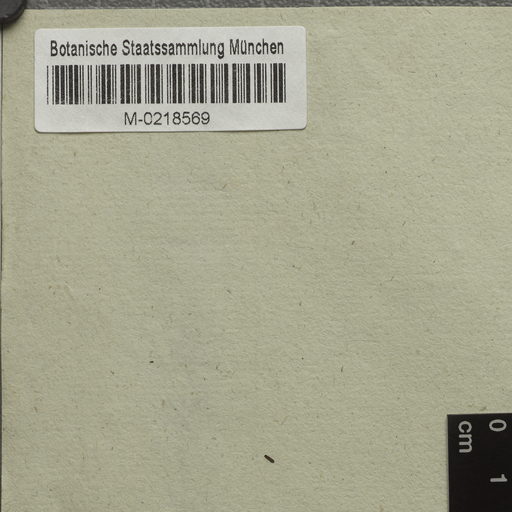 Botanische Staatssammlung München
M-0218569
0 1
cm